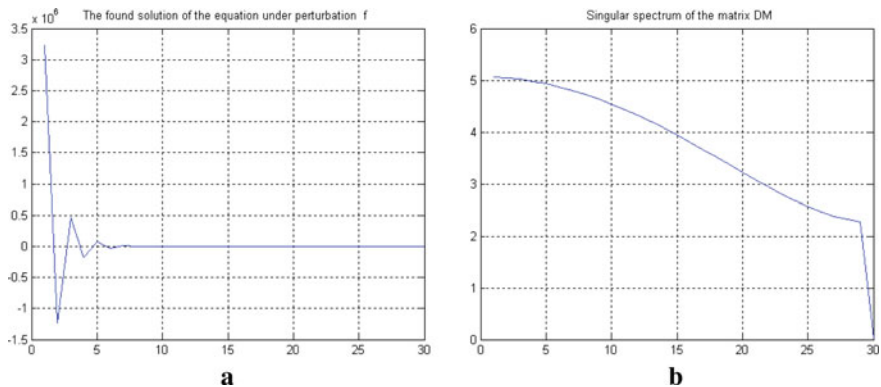 The found solution of the equation under perturbation f
x 10^6
3.5
3
2.5
2
1.5
1
0.5
0
-0.5
-1
-1.5
0 5 10 15 20 25 30
a
Singular spectrum of the matrix DM
6
5
4
3
2
1
0
0 5 10 15 20 25 30
b